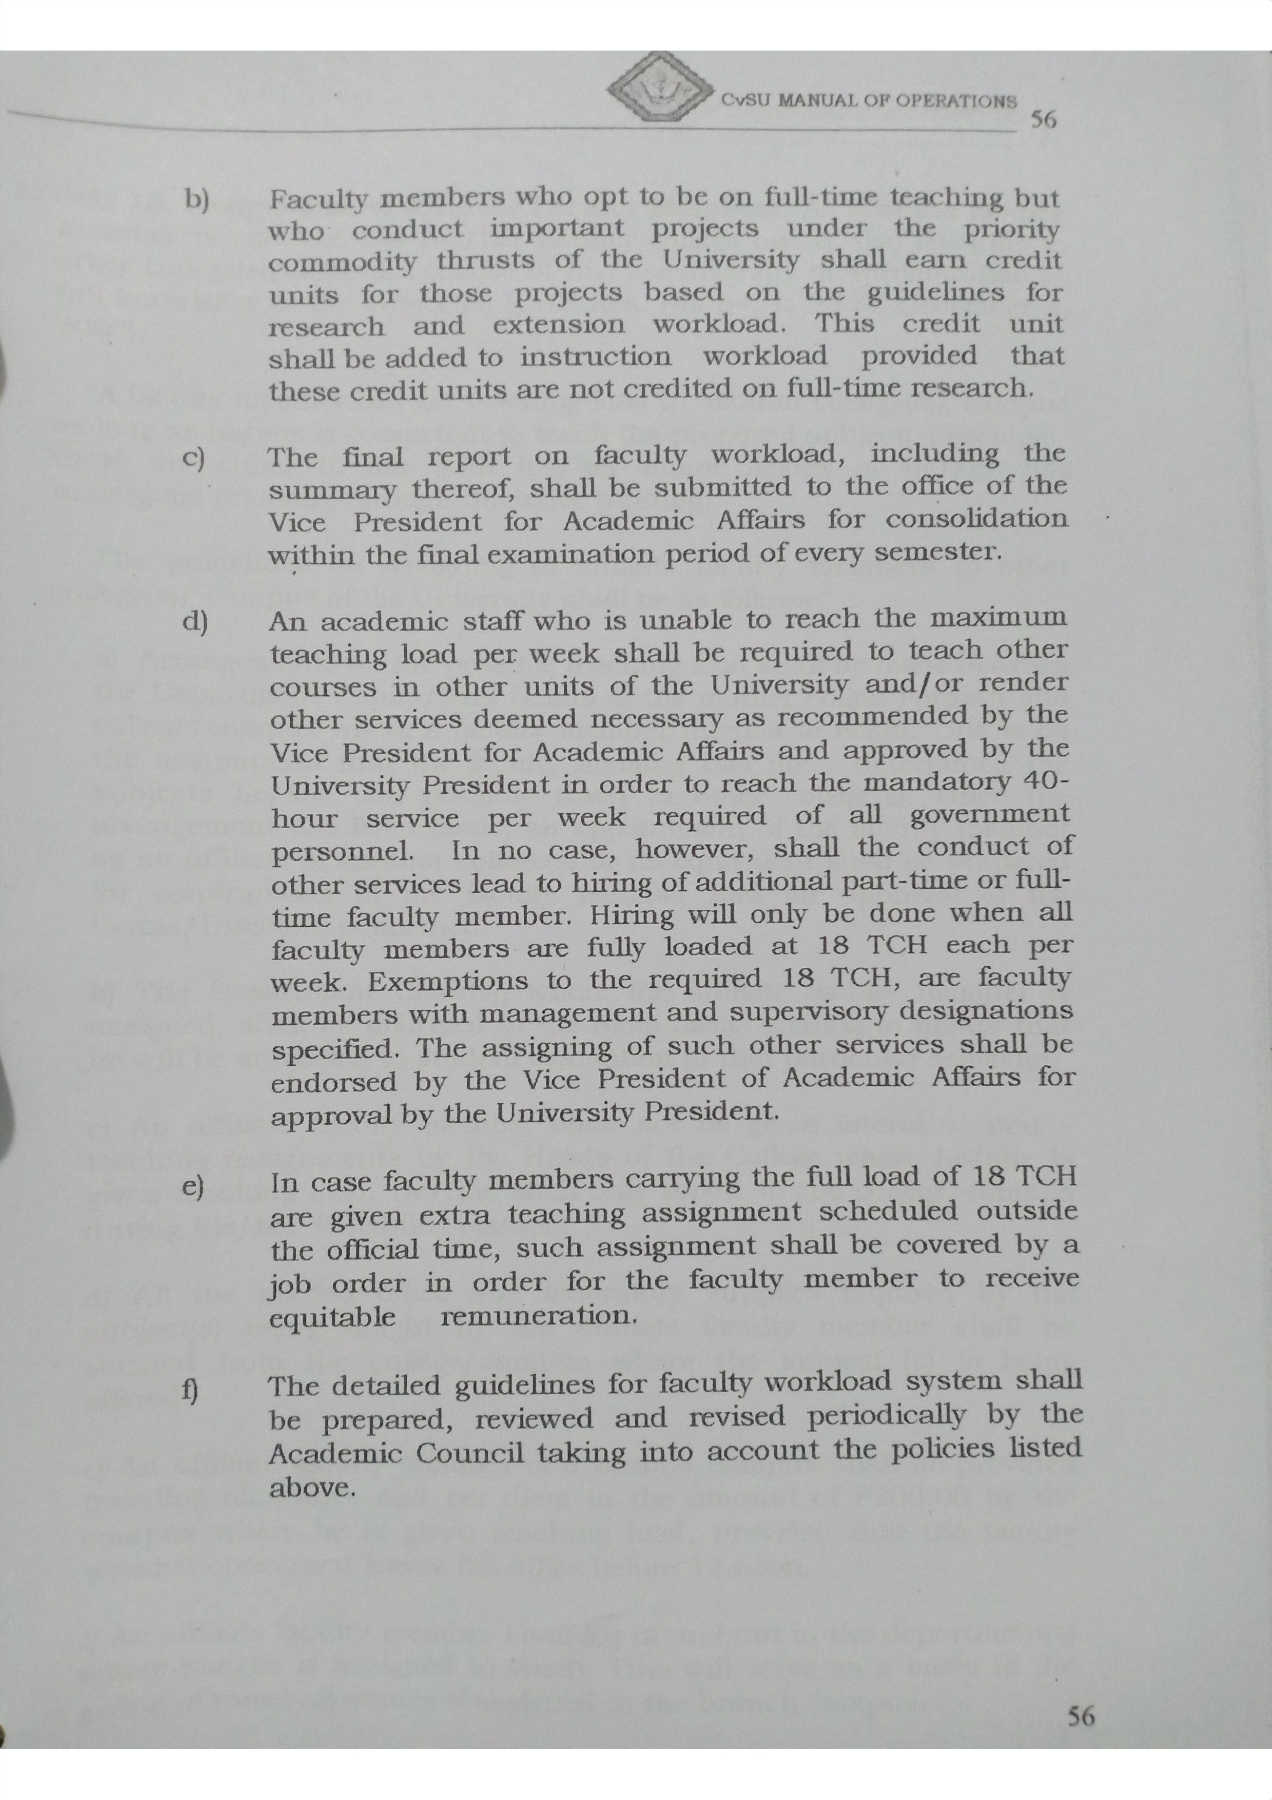 CvSU MANUAL OF OPERATIONS
56
b) Faculty members who opt to be on full-time teaching but
who conduct important projects under the priority
commodity thrusts of the University shall earn credit
units for those projects based on the guidelines for
research and extension workload. This credit unit
shall be added to instruction workload provided that
these credit units are not credited on full-time research.
c) The final report on faculty workload, including the
summary thereof, shall be submitted to the office of the
Vice President for Academic Affairs for consolidation
within the final examination period of every semester.
d) An academic staff who is unable to reach the maximum
teaching load per week shall be required to teach other
courses in other units of the University and/or render
other services deemed necessary as recommended by the
Vice President for Academic Affairs and approved by the
University President in order to reach the mandatory 40-
hour service per week required of all government
personnel. In no case, however, shall the conduct of
other services lead to hiring of additional part-time or full-
time faculty member. Hiring will only be done when all
faculty members are fully loaded at 18 TCH each per
week. Exemptions to the required 18 TCH, are faculty
members with management and supervisory designations
specified. The assigning of such other services shall be
endorsed by the Vice President of Academic Affairs for
approval by the University President.
e) In case faculty members carrying the full load of 18 TCH
are given extra teaching assignment scheduled outside
the official time, such assignment shall be covered by a
job order in order for the faculty member to receive
equitable remuneration.
f) The detailed guidelines for faculty workload system shall
be prepared, reviewed and revised periodically by the
Academic Council taking into account the policies listed
above.
56